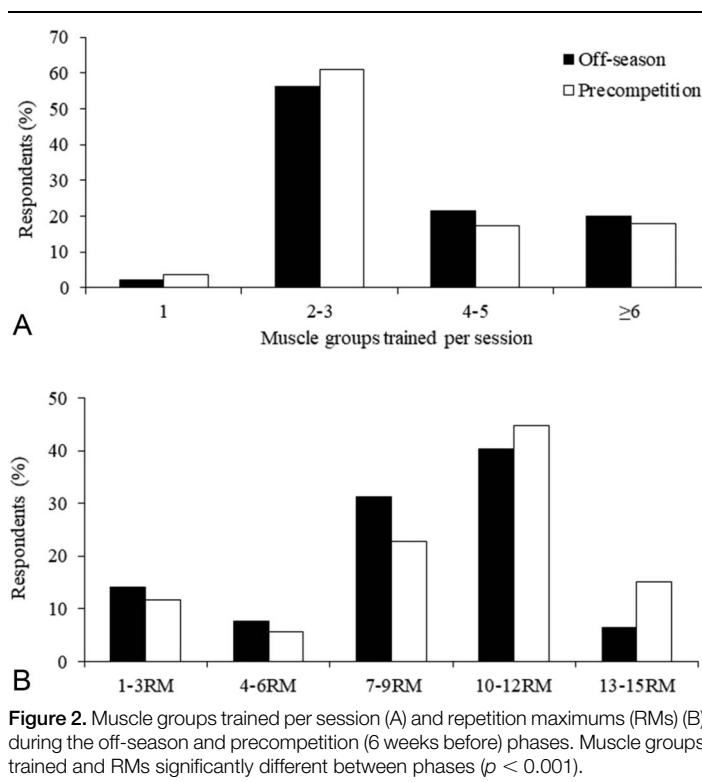 70
60
50
40
30
20
10
0
Respondents (%)
Off-season
Precompetition
1 2-3 4-5 ≥6
Muscle groups trained per session
A
50
40
30
20
10
0
Respondents (%)
1-3RM 4-6RM 7-9RM 10-12RM 13-15RM
B
Figure 2. Muscle groups trained per session (A) and repetition maximums (RMs) (B)
during the off-season and precompetition (6 weeks before) phases. Muscle groups
trained and RMs significantly different between phases (p < 0.001).